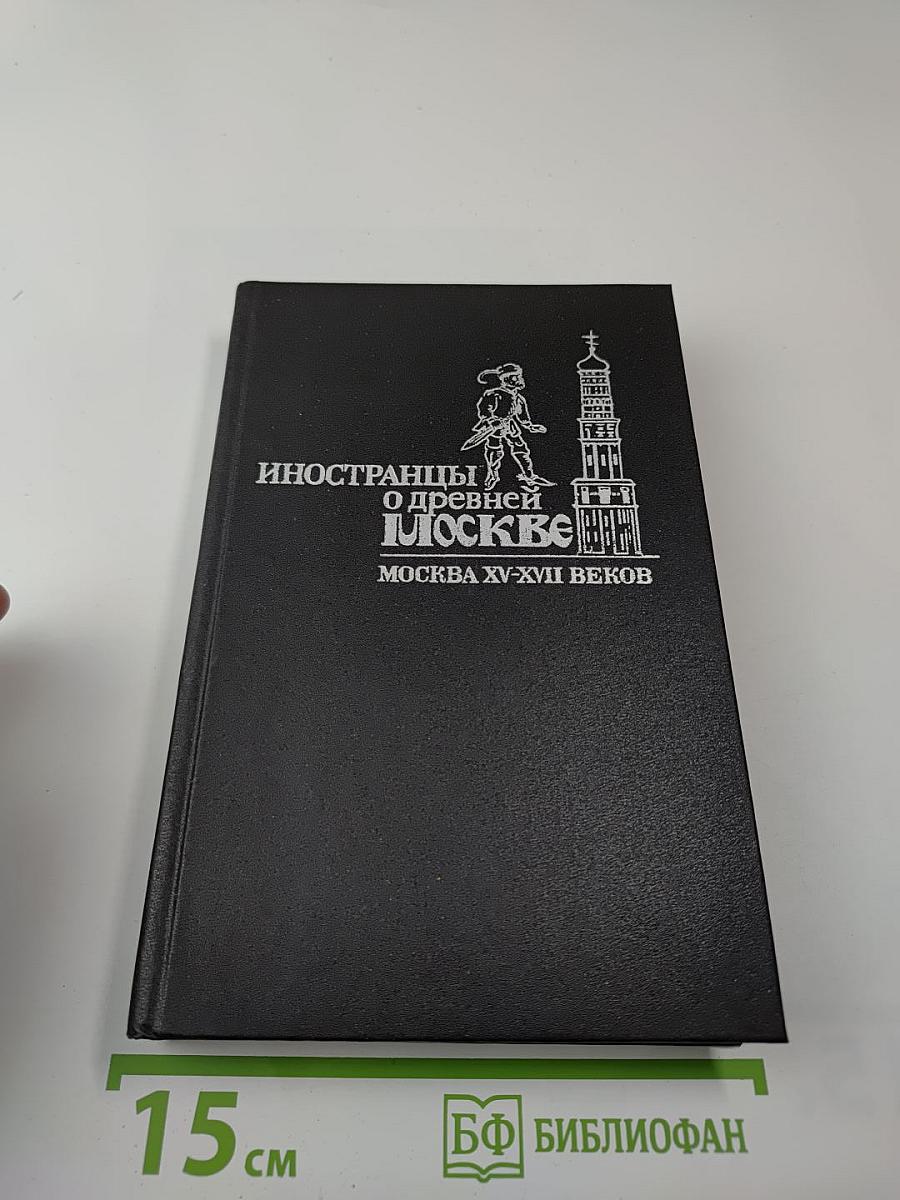 ИНОСТРАНЦЫ
о древней
Москве
МОСКВА XV-XVII ВЕКОВ
15 см
БФ БИБЛИОФАН